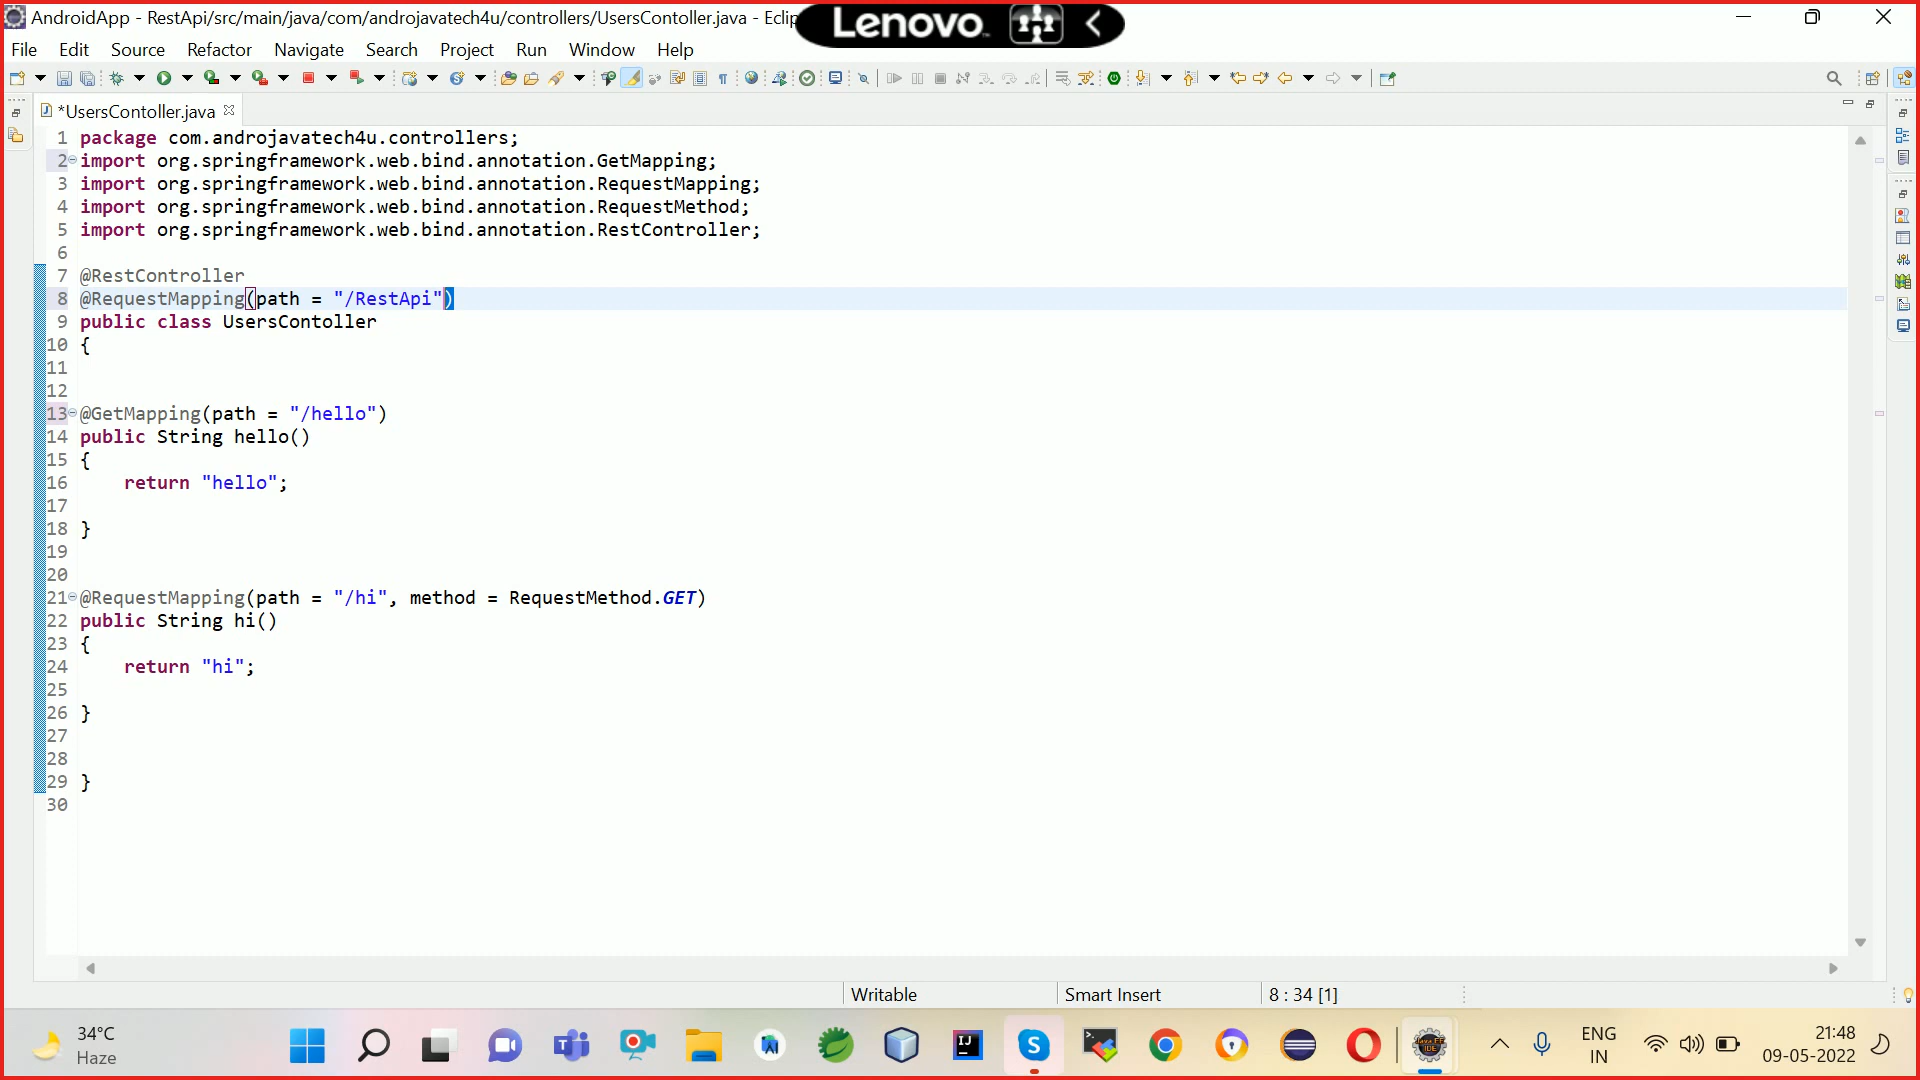 AndroidApp - RestApi/src/main/java/com/androjavatech4u/controllers/UsersContoller.java - Eclip
Lenovo
File Edit Source Refactor Navigate Search Project Run Window Help
*UsersContoller.java
1 package com.androjavatech4u.controllers;
2 import org.springframework.web.bind.annotation.GetMapping;
3 import org.springframework.web.bind.annotation.RequestMapping;
4 import org.springframework.web.bind.annotation.RequestMethod;
5 import org.springframework.web.bind.annotation.RestController;
6
7 @RestController
8 @RequestMapping(path = "/RestApi")
9 public class UsersContoller
10 {
11
12
13 @GetMapping(path = "/hello")
14 public String hello()
15 {
16     return "hello";
17
18 }
19
20
21 @RequestMapping(path = "/hi", method = RequestMethod.GET)
22 public String hi()
23 {
24     return "hi";
25
26 }
27
28
29 }
30
Writable Smart Insert 8 : 34 [1]
34°C
Haze
ENG
IN
21:48
09-05-2022